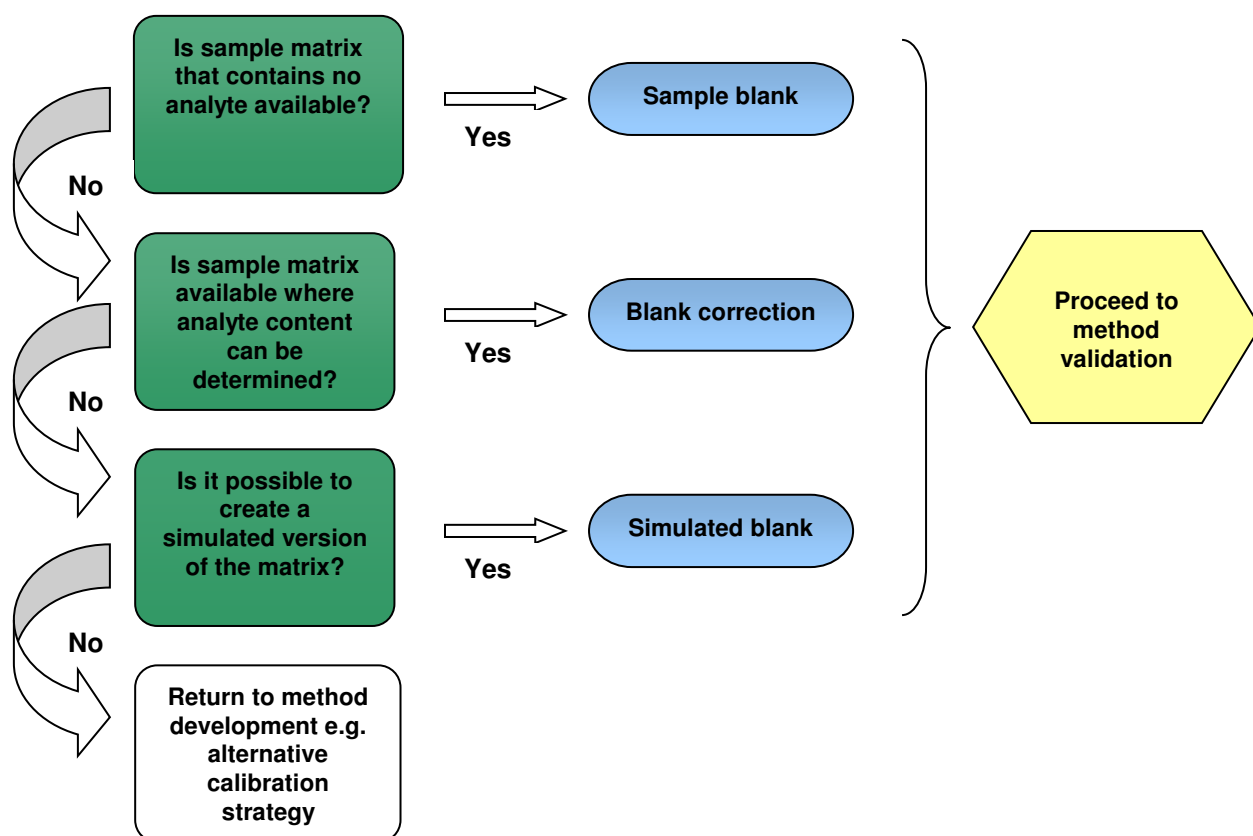 Is sample matrix
that contains no
analyte available?
Yes
Sample blank
No
Is sample matrix
available where
analyte content
can be
determined?
Yes
Blank correction
Proceed to
method
validation
No
Is it possible to
create a
simulated version
of the matrix?
Yes
Simulated blank
No
Return to method
development e.g.
alternative
calibration
strategy